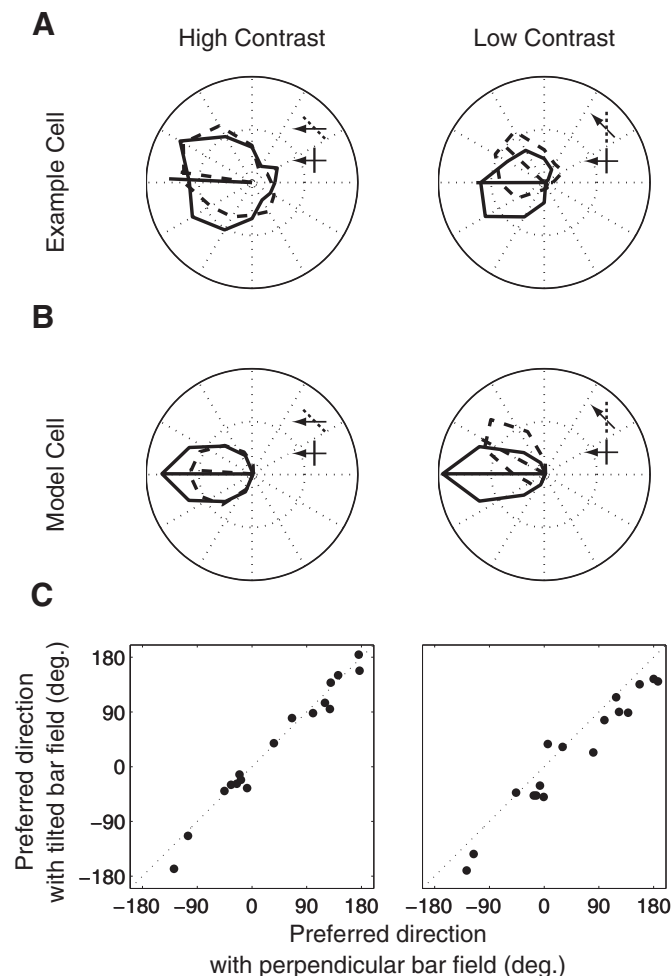 A
High Contrast
Low Contrast
Example Cell
B
Model Cell
C
Preferred direction
with tilted bar field (deg.)
180
90
0
−90
−180
−180 −90 0 90 180
−180 −90 0 90 180
Preferred direction
with perpendicular bar field (deg.)